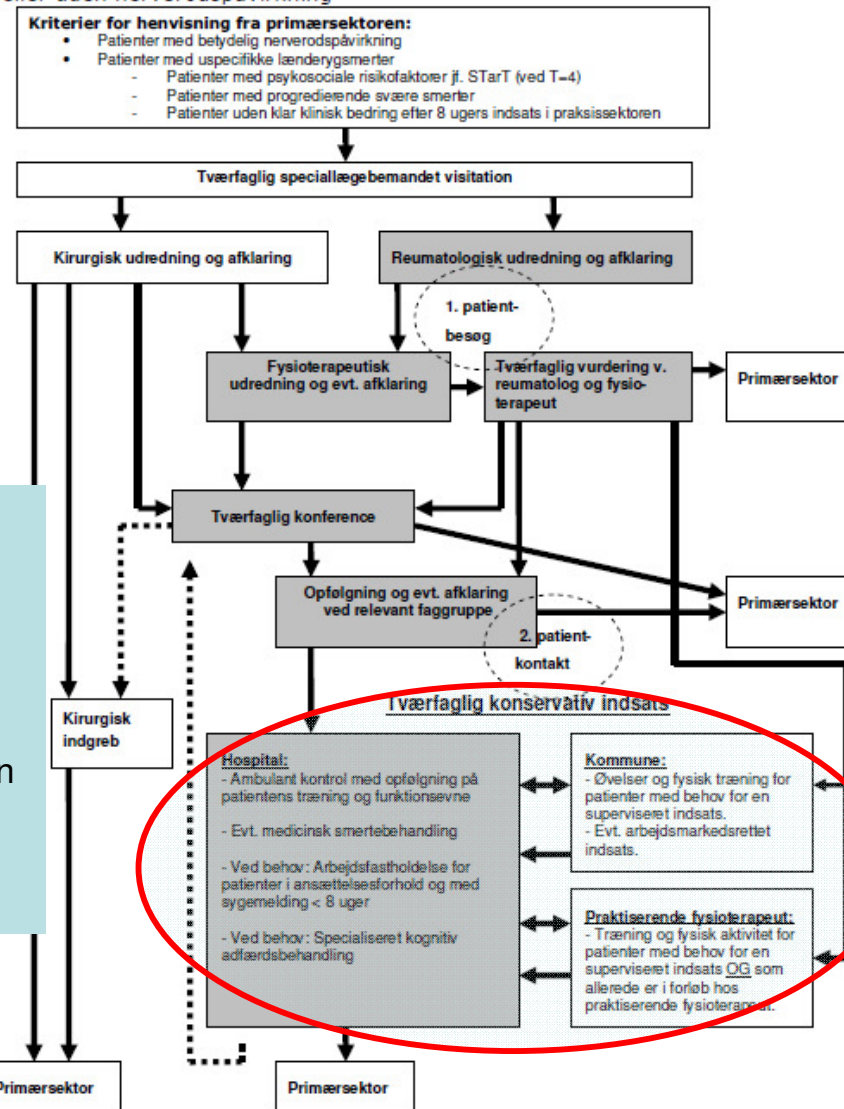 eller uden nerverodspåvirkning
Kriterier for henvisning fra primærsektoren:
• Patienter med betydelig nerverodspåvirkning
• Patienter med uspecifikke lænderygsmerter
- Patienter med psykosociale risikofaktorer jf. STarT (ved T=4)
- Patienter med progredierende svære smerter
- Patienter uden klar klinisk bedring efter 8 ugers indsats i praksissektoren
Tværfaglig speciallægebemandet visitation
Kirurgisk udredning og afklaring
Reumatologisk udredning og afklaring
1. patient-
besøg
Fysioterapeutisk
udredning og evt. afklaring
Tværfaglig vurdering v.
reumatolog og fysio-
terapeut
Primærsektor
Tværfaglig konference
Opfølgning og evt. afklaring
ved relevant faggruppe
Primærsektor
2. patient-
kontakt
Tværfaglig konservativ indsats
Kirurgisk
indgreb
Hospital:
- Ambulant kontrol med opfølgning på
patientens træning og funktionsevne
- Evt. medicinsk smertebehandling
- Ved behov: Arbejdsfastholdelse for
patienter i ansættelsesforhold og med
sygemelding < 8 uger
- Ved behov: Specialiseret kognitiv
adfærdsbehandling
Kommune:
- Øvelser og fysisk træning for
patienter med behov for en
superviseret indsats.
- Evt. arbejdsmarkedsrettet
indsats.
Praktiserende fysioterapeut:
- Træning og fysisk aktivitet for
patienter med behov for en
superviseret indsats OG som
allerede er i forløb hos
praktiserende fysioterapeut.
Primærsektor
Primærsektor